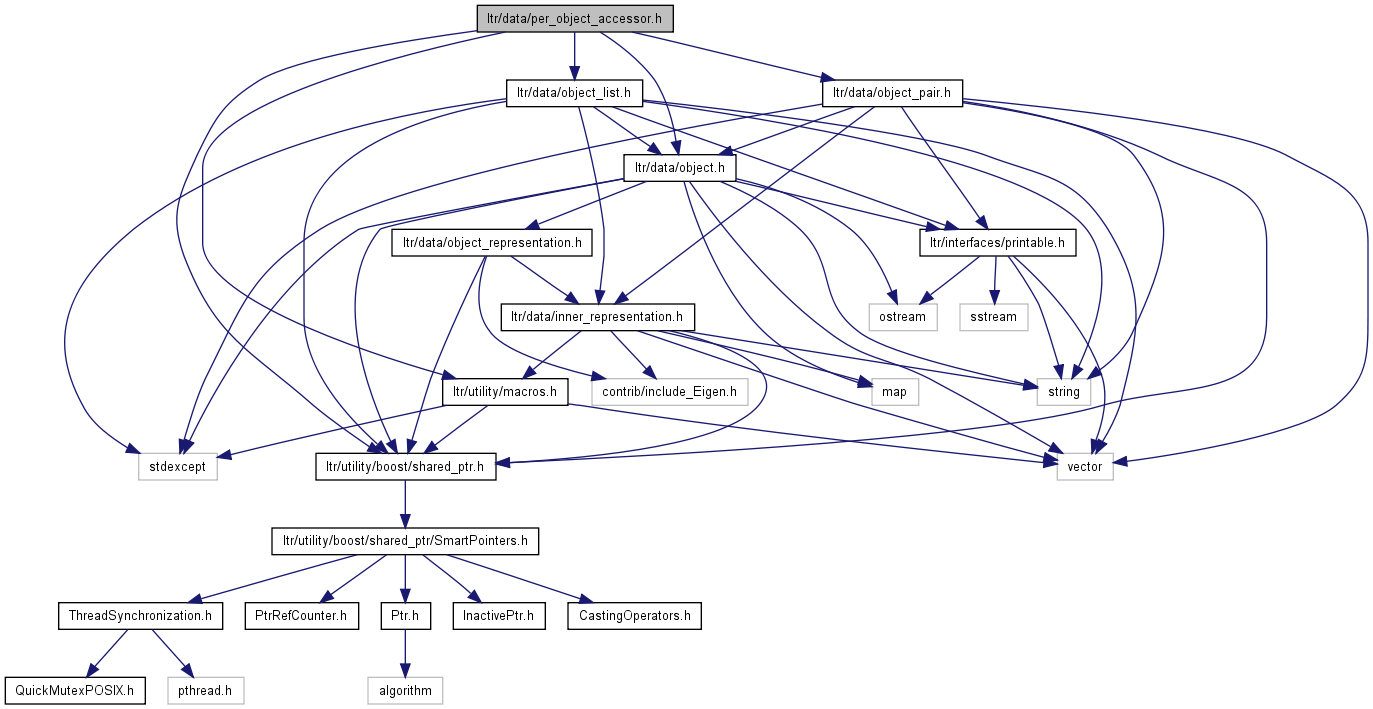 ltr/data/per_object_accessor.h
ltr/data/object_list.h
ltr/data/object_pair.h
ltr/data/object.h
ltr/data/object_representation.h
ltr/interfaces/printable.h
ltr/data/inner_representation.h
ostream
sstream
ltr/utility/macros.h
contrib/include_Eigen.h
map
string
stdexcept
ltr/utility/boost/shared_ptr.h
vector
ltr/utility/boost/shared_ptr/SmartPointers.h
ThreadSynchronization.h
PtrRefCounter.h
Ptr.h
InactivePtr.h
CastingOperators.h
QuickMutexPOSIX.h
pthread.h
algorithm